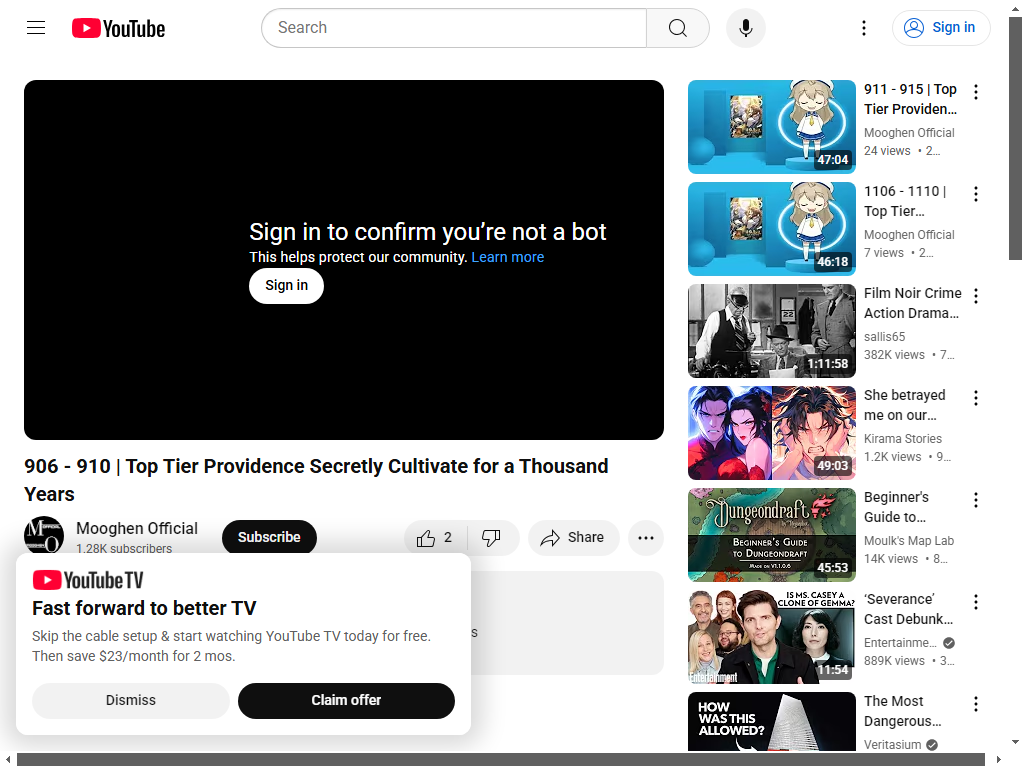 YouTube
Search
Sign in
Sign in to confirm you’re not a bot
This helps protect our community. Learn more
Sign in
906 - 910 | Top Tier Providence Secretly Cultivate for a Thousand
Years
Mooghen Official
1.28K subscribers
Subscribe
2
Share
s
YouTube TV
Fast forward to better TV
Skip the cable setup & start watching YouTube TV today for free.
Then save $23/month for 2 mos.
Dismiss
Claim offer
47:04
911 - 915 | Top
Tier Providen...
Mooghen Official
24 views • 2...
46:18
1106 - 1110 |
Top Tier...
Mooghen Official
7 views • 2...
22
1:11:58
Film Noir Crime
Action Drama...
sallis65
382K views • 7...
49:03
She betrayed
me on our...
Kirama Stories
1.2K views • 9...
Dungeondraft
Beginner's Guide
to Dungeondraft
Made on V1.1.0.6
45:53
Beginner's
Guide to...
Moulk's Map Lab
14K views • 8...
IS MS. CASEY A
CLONE OF GEMMA?
Entertainment
11:54
‘Severance’
Cast Debunk...
Entertainme...
889K views • 3...
HOW
WAS THIS
ALLOWED?
The Most
Dangerous...
Veritasium